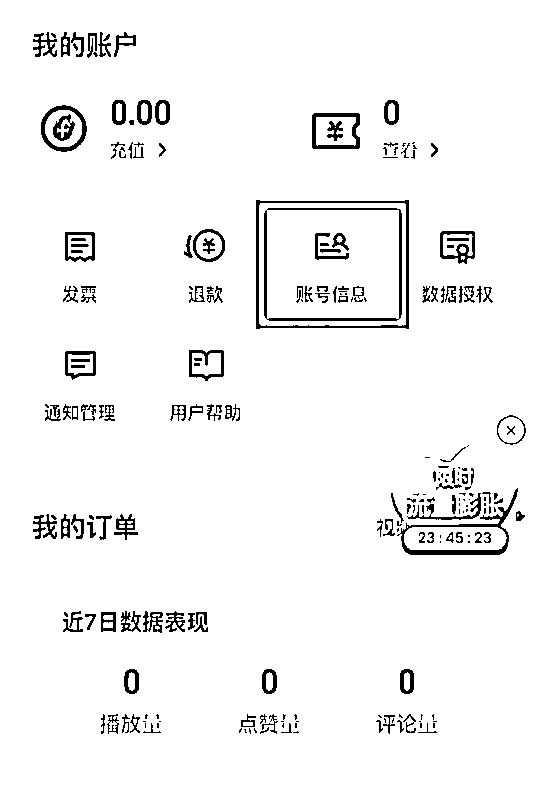 我的账户
0.00
充值
0
查看
发票
退款
账号信息
数据授权
通知管理
用户帮助
限时
流 膨胀
我的订单
视频
23:45:23
近7日数据表现
0
0
0
播放量
点赞量
评论量